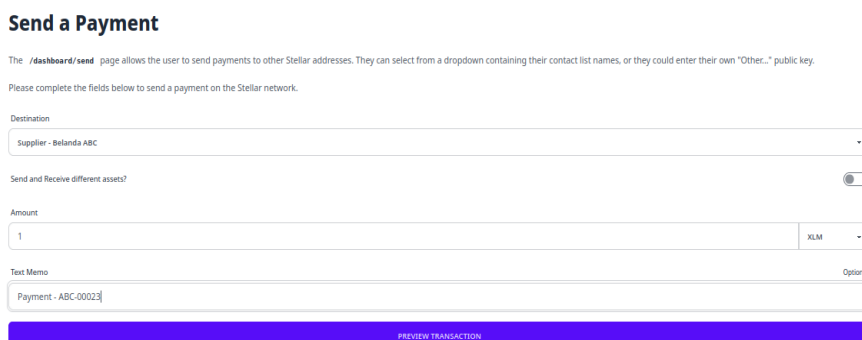 Send a Payment
The /dashboard/send page allows the user to send payments to other Stellar addresses. They can select from a dropdown containing their contact list names, or they could enter their own "Other..." public key.
Please complete the fields below to send a payment on the Stellar network.
Destination
Supplier - Belanda ABC
Send and Receive different assets?
Amount
1 XLM
Text Memo
Payment - ABC-00023
PREVIEW TRANSACTION